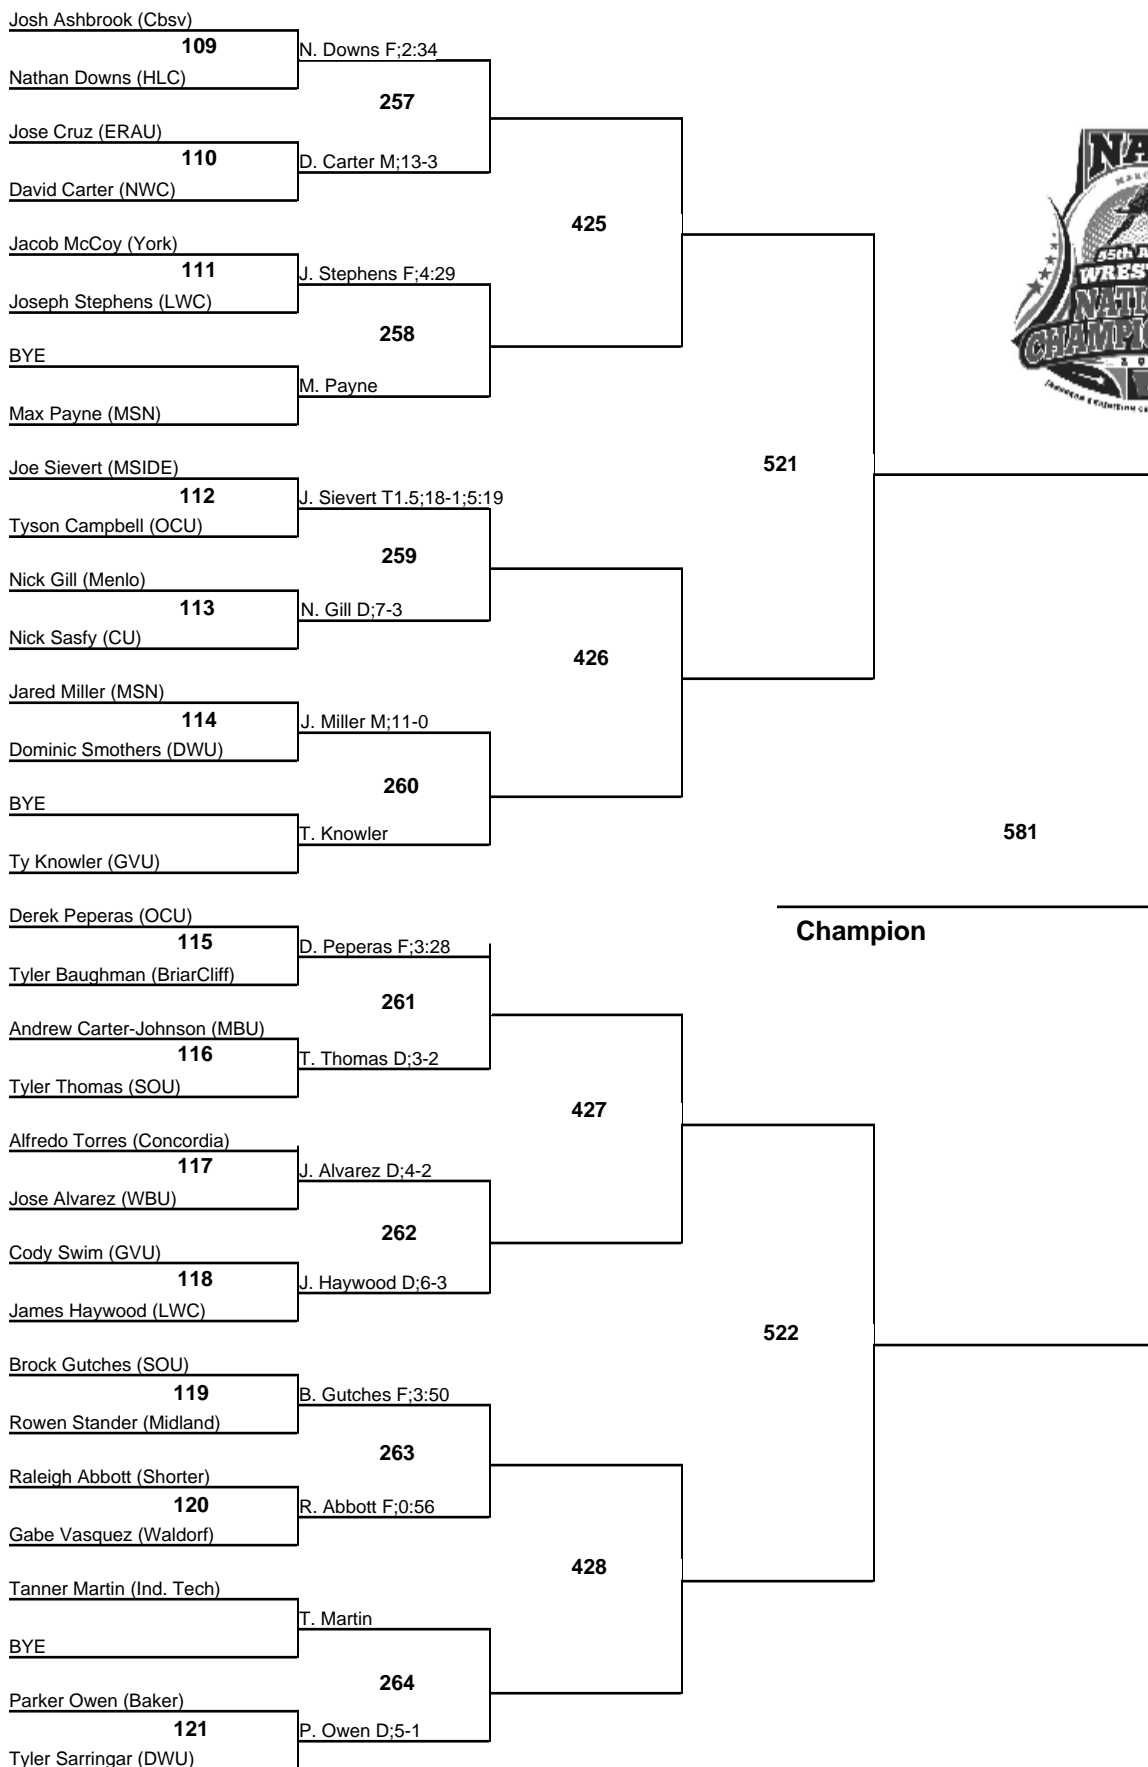 Josh Ashbrook (Cbsv)
109
N. Downs F;2:34
Nathan Downs (HLC)
257
Jose Cruz (ERAU)
110
D. Carter M;13-3
David Carter (NWC)
425
Jacob McCoy (York)
111
J. Stephens F;4:29
Joseph Stephens (LWC)
258
BYE
M. Payne
Max Payne (MSN)
521
Joe Sievert (MSIDE)
112
J. Sievert T1.5;18-1;5:19
Tyson Campbell (OCU)
259
Nick Gill (Menlo)
113
N. Gill D;7-3
Nick Sasfy (CU)
426
Jared Miller (MSN)
114
J. Miller M;11-0
Dominic Smothers (DWU)
260
BYE
T. Knowler
Ty Knowler (GVU)
581
Champion
Derek Peperas (OCU)
115
D. Peperas F;3:28
Tyler Baughman (BriarCliff)
261
Andrew Carter-Johnson (MBU)
116
T. Thomas D;3-2
Tyler Thomas (SOU)
427
Alfredo Torres (Concordia)
117
J. Alvarez D;4-2
Jose Alvarez (WBU)
262
Cody Swim (GVU)
118
J. Haywood D;6-3
James Haywood (LWC)
522
Brock Gutches (SOU)
119
B. Gutches F;3:50
Rowen Stander (Midland)
263
Raleigh Abbott (Shorter)
120
R. Abbott F;0:56
Gabe Vasquez (Waldorf)
428
Tanner Martin (Ind. Tech)
T. Martin
BYE
264
Parker Owen (Baker)
121
P. Owen D;5-1
Tyler Sarringar (DWU)
55th